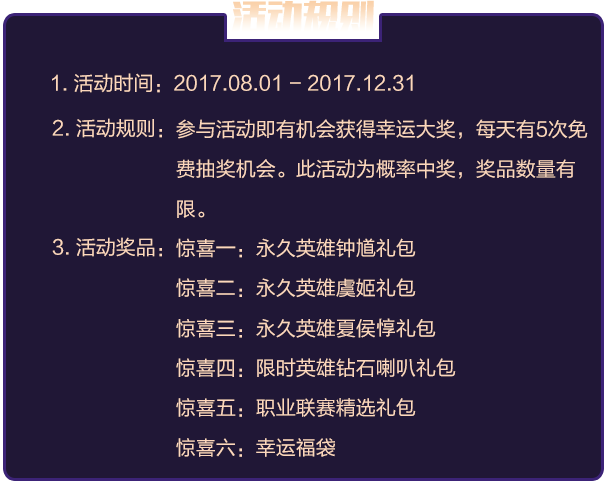 活动规则
1. 活动时间：2017.08.01 - 2017.12.31
2. 活动规则：参与活动即有机会获得幸运大奖，每天有5次免
费抽奖机会。此活动为概率中奖，奖品数量有
限。
3. 活动奖品：惊喜一：永久英雄钟馗礼包
惊喜二：永久英雄虞姬礼包
惊喜三：永久英雄夏侯惇礼包
惊喜四：限时英雄钻石喇叭礼包
惊喜五：职业联赛精选礼包
惊喜六：幸运福袋